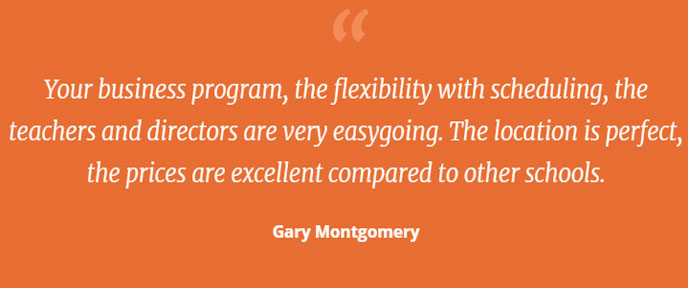 “
Your business program, the flexibility with scheduling, the
teachers and directors are very easygoing. The location is perfect,
the prices are excellent compared to other schools.
Gary Montgomery